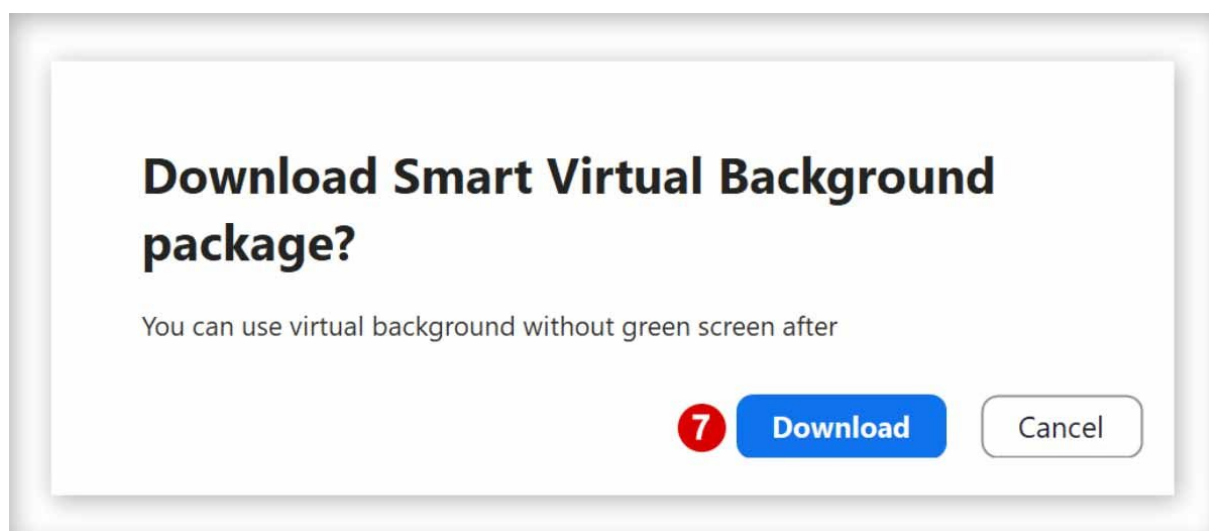 Download Smart Virtual Background
package?
You can use virtual background without green screen after
7 Download Cancel